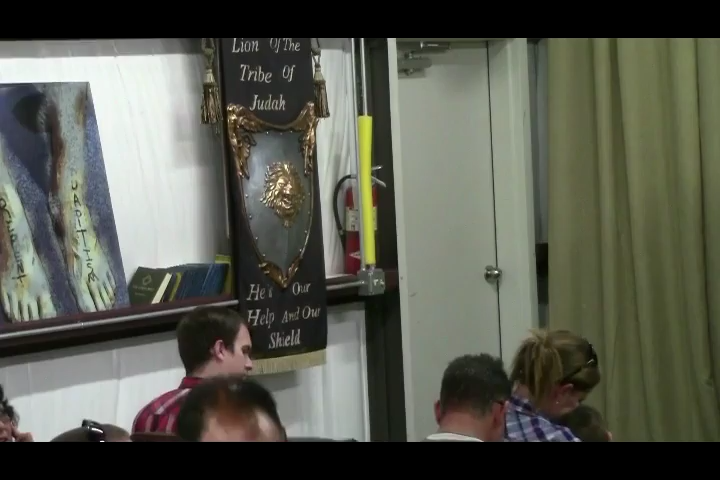 Lion Of The
Tribe Of
Judah
He's Our
Help And Our
Shield